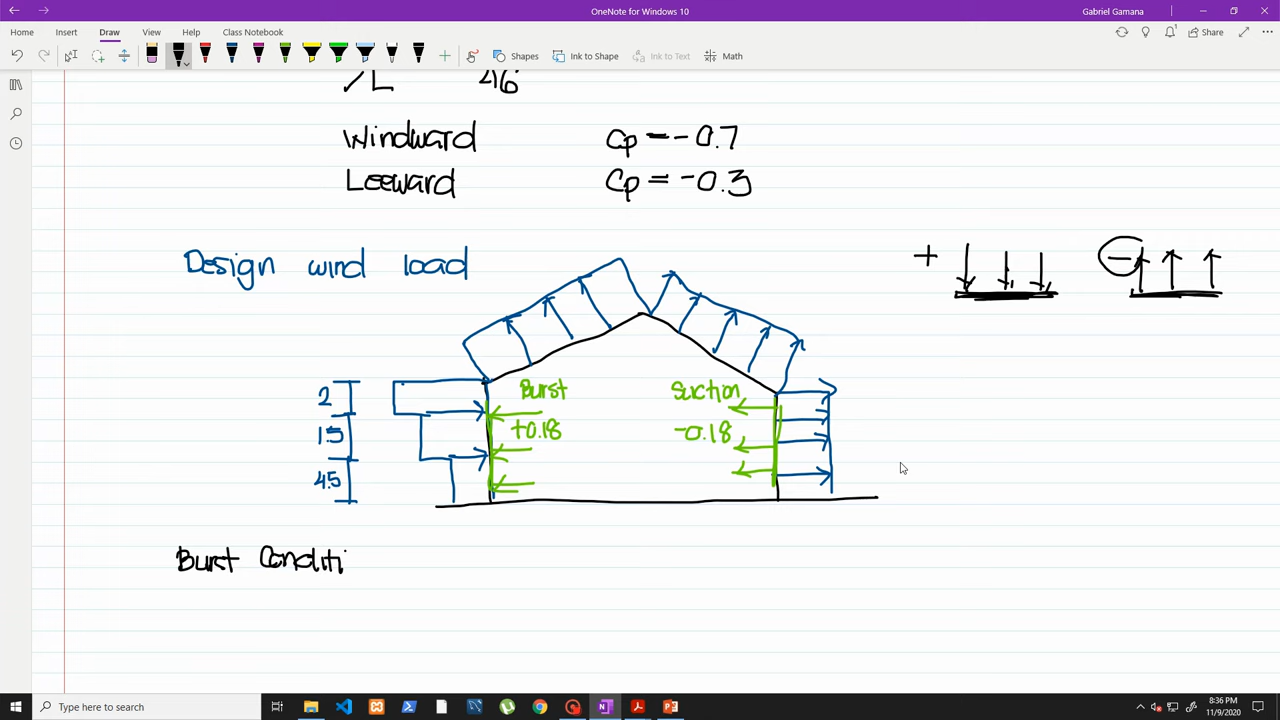 OneNote for Windows 10
Gabriel Gamana
Home Insert Draw View Help Class Notebook
Share
Shapes Ink to Shape Ink to Text Math
/L 46
Windward Cp = -0.7
Leeward Cp = -0.3
Design wind load
+ -
2 Burst Suction
1.5 +0.18 -0.18
4.5
Burst Conditi
Type here to search
8:36 PM
11/9/2020